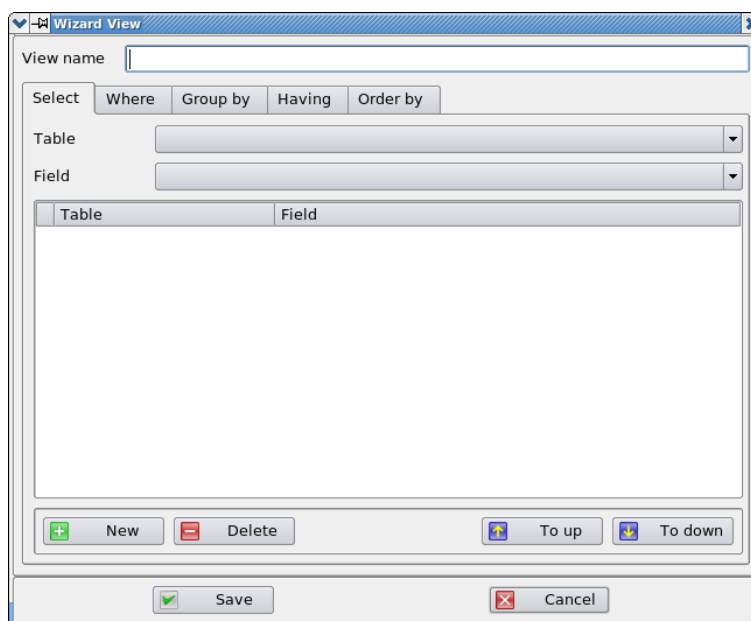 Wizard View
View name
Select Where Group by Having Order by
Table
Field
Table Field
New Delete To up To down
Save Cancel